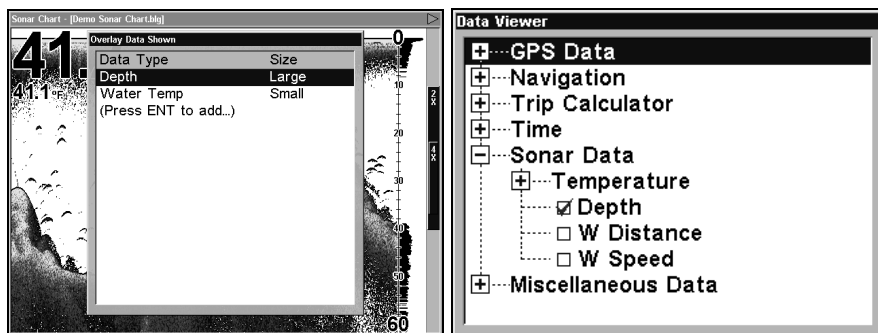 Sonar Chart - [Demo Sonar Chart.blg]
41.
41.1°F
Overlay Data Shown
Data Type Size
Depth Large
Water Temp Small
(Press ENT to add...)
0
10
20
30
40
50
60
2X
4X
Data Viewer
GPS Data
Navigation
Trip Calculator
Time
Sonar Data
Temperature
Depth
W Distance
W Speed
Miscellaneous Data